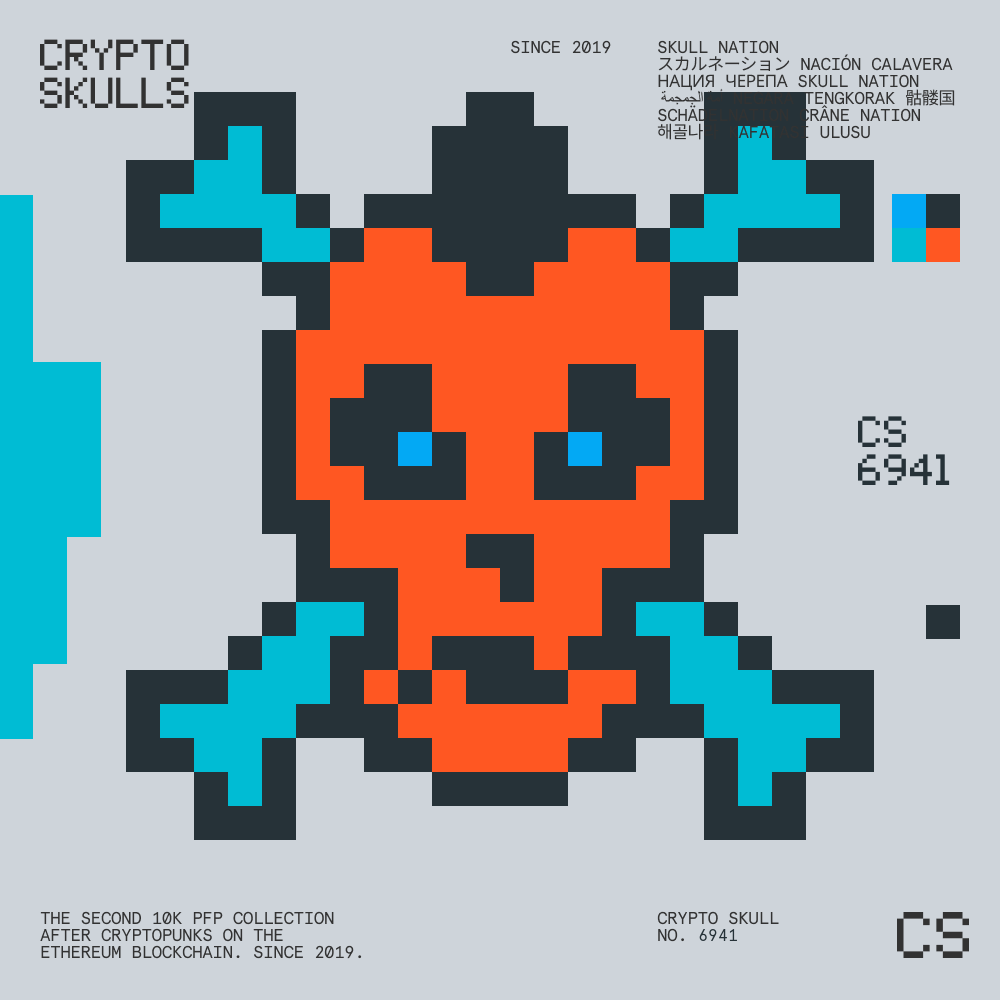 CRYPTO
SKULLS
SINCE 2019
SKULL NATION
スカルネーション NACIÓN CALAVERA
НАЦИЯ ЧЕРЕПА SKULL NATION
الجمجمة TENGKORAK 骷髅国
CRÂNE NATION
ULUSU
CS
6941
THE SECOND 10K PFP COLLECTION
AFTER CRYPTOPUNKS ON THE
ETHEREUM BLOCKCHAIN. SINCE 2019.
CRYPTO SKULL
NO. 6941
CS